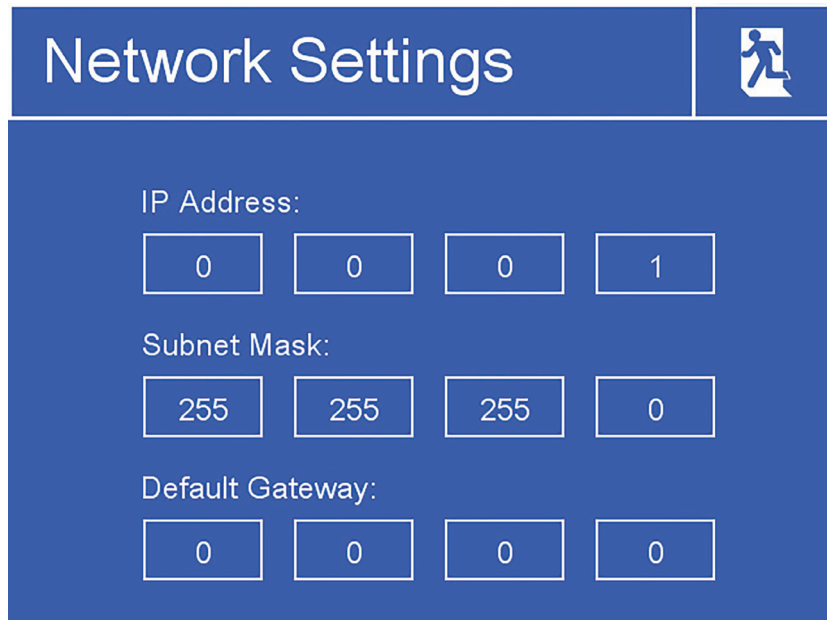 Network Settings
IP Address:
0 0 0 1
Subnet Mask:
255 255 255 0
Default Gateway:
0 0 0 0